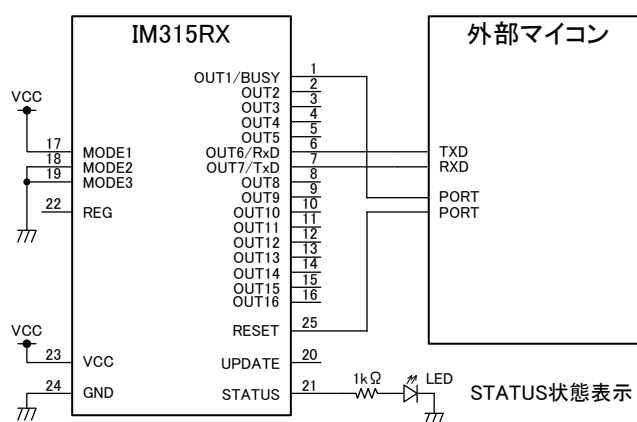 IM315RX
外部マイコン
VCC
17 MODE1
18 MODE2
19 MODE3
22 REG
VCC
23 VCC
24 GND
OUT1/BUSY 1
OUT2 2
OUT3 3
OUT4 4
OUT5 5
OUT6/RxD 6
OUT7/TxD 7
OUT8 8
OUT9 9
OUT10 10
OUT11 11
OUT12 12
OUT13 13
OUT14 14
OUT15 15
OUT16 16
RESET 25
UPDATE 20
STATUS 21
1kΩ
LED
TXD
RXD
PORT
PORT
STATUS状態表示